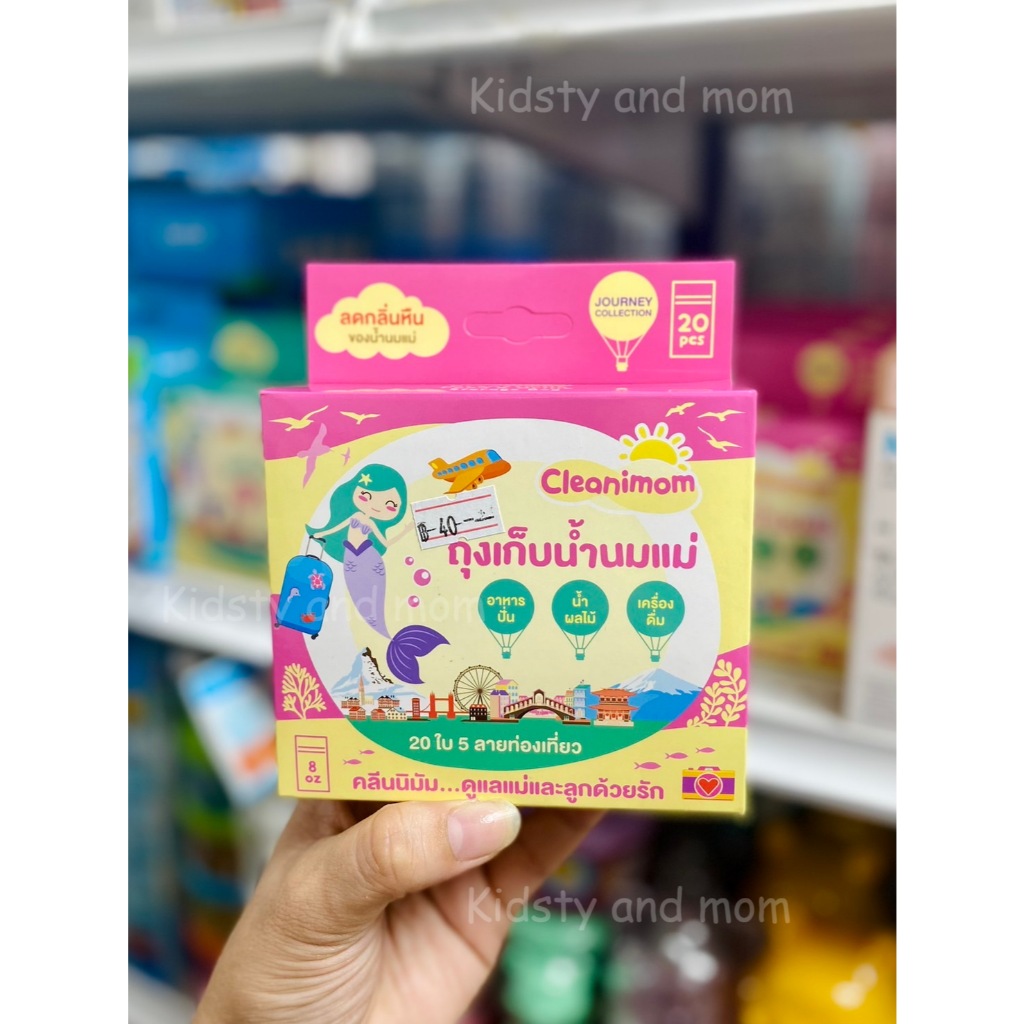 Kidsty and mom
ลดกลิ่นหืน
ของน้ำนมแม่
JOURNEY
COLLECTION
20
pcs
Cleanimom
฿ 40.-
ถุงเก็บน้ำนมแม่
อาหาร
ปั่น
น้ำ
ผลไม้
เครื่อง
ดื่ม
Kidsty and mom
20 ใบ 5 ลายท่องเที่ยว
8
oz
คลีนนิมัม...ดูแลแม่และลูกด้วยรัก
Kidsty and mom